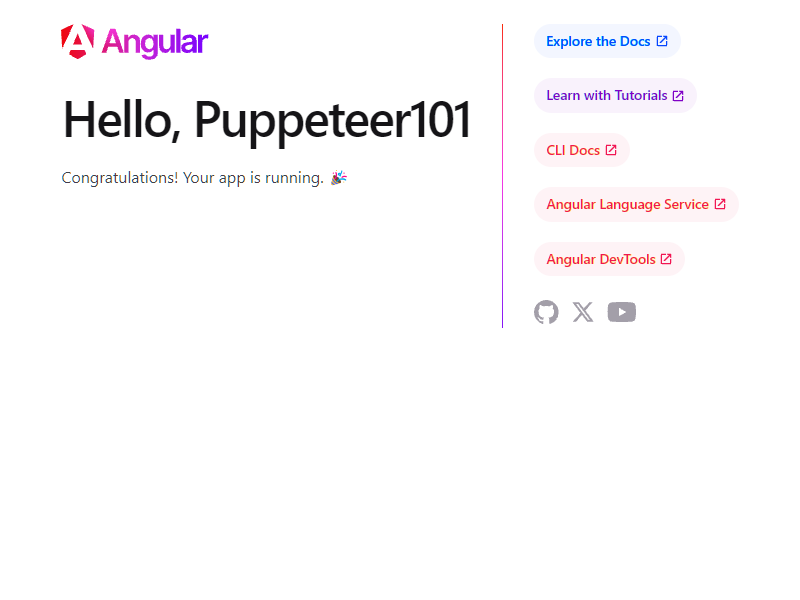 Angular
Hello, Puppeteer101
Congratulations! Your app is running. 🎉
Explore the Docs
Learn with Tutorials
CLI Docs
Angular Language Service
Angular DevTools